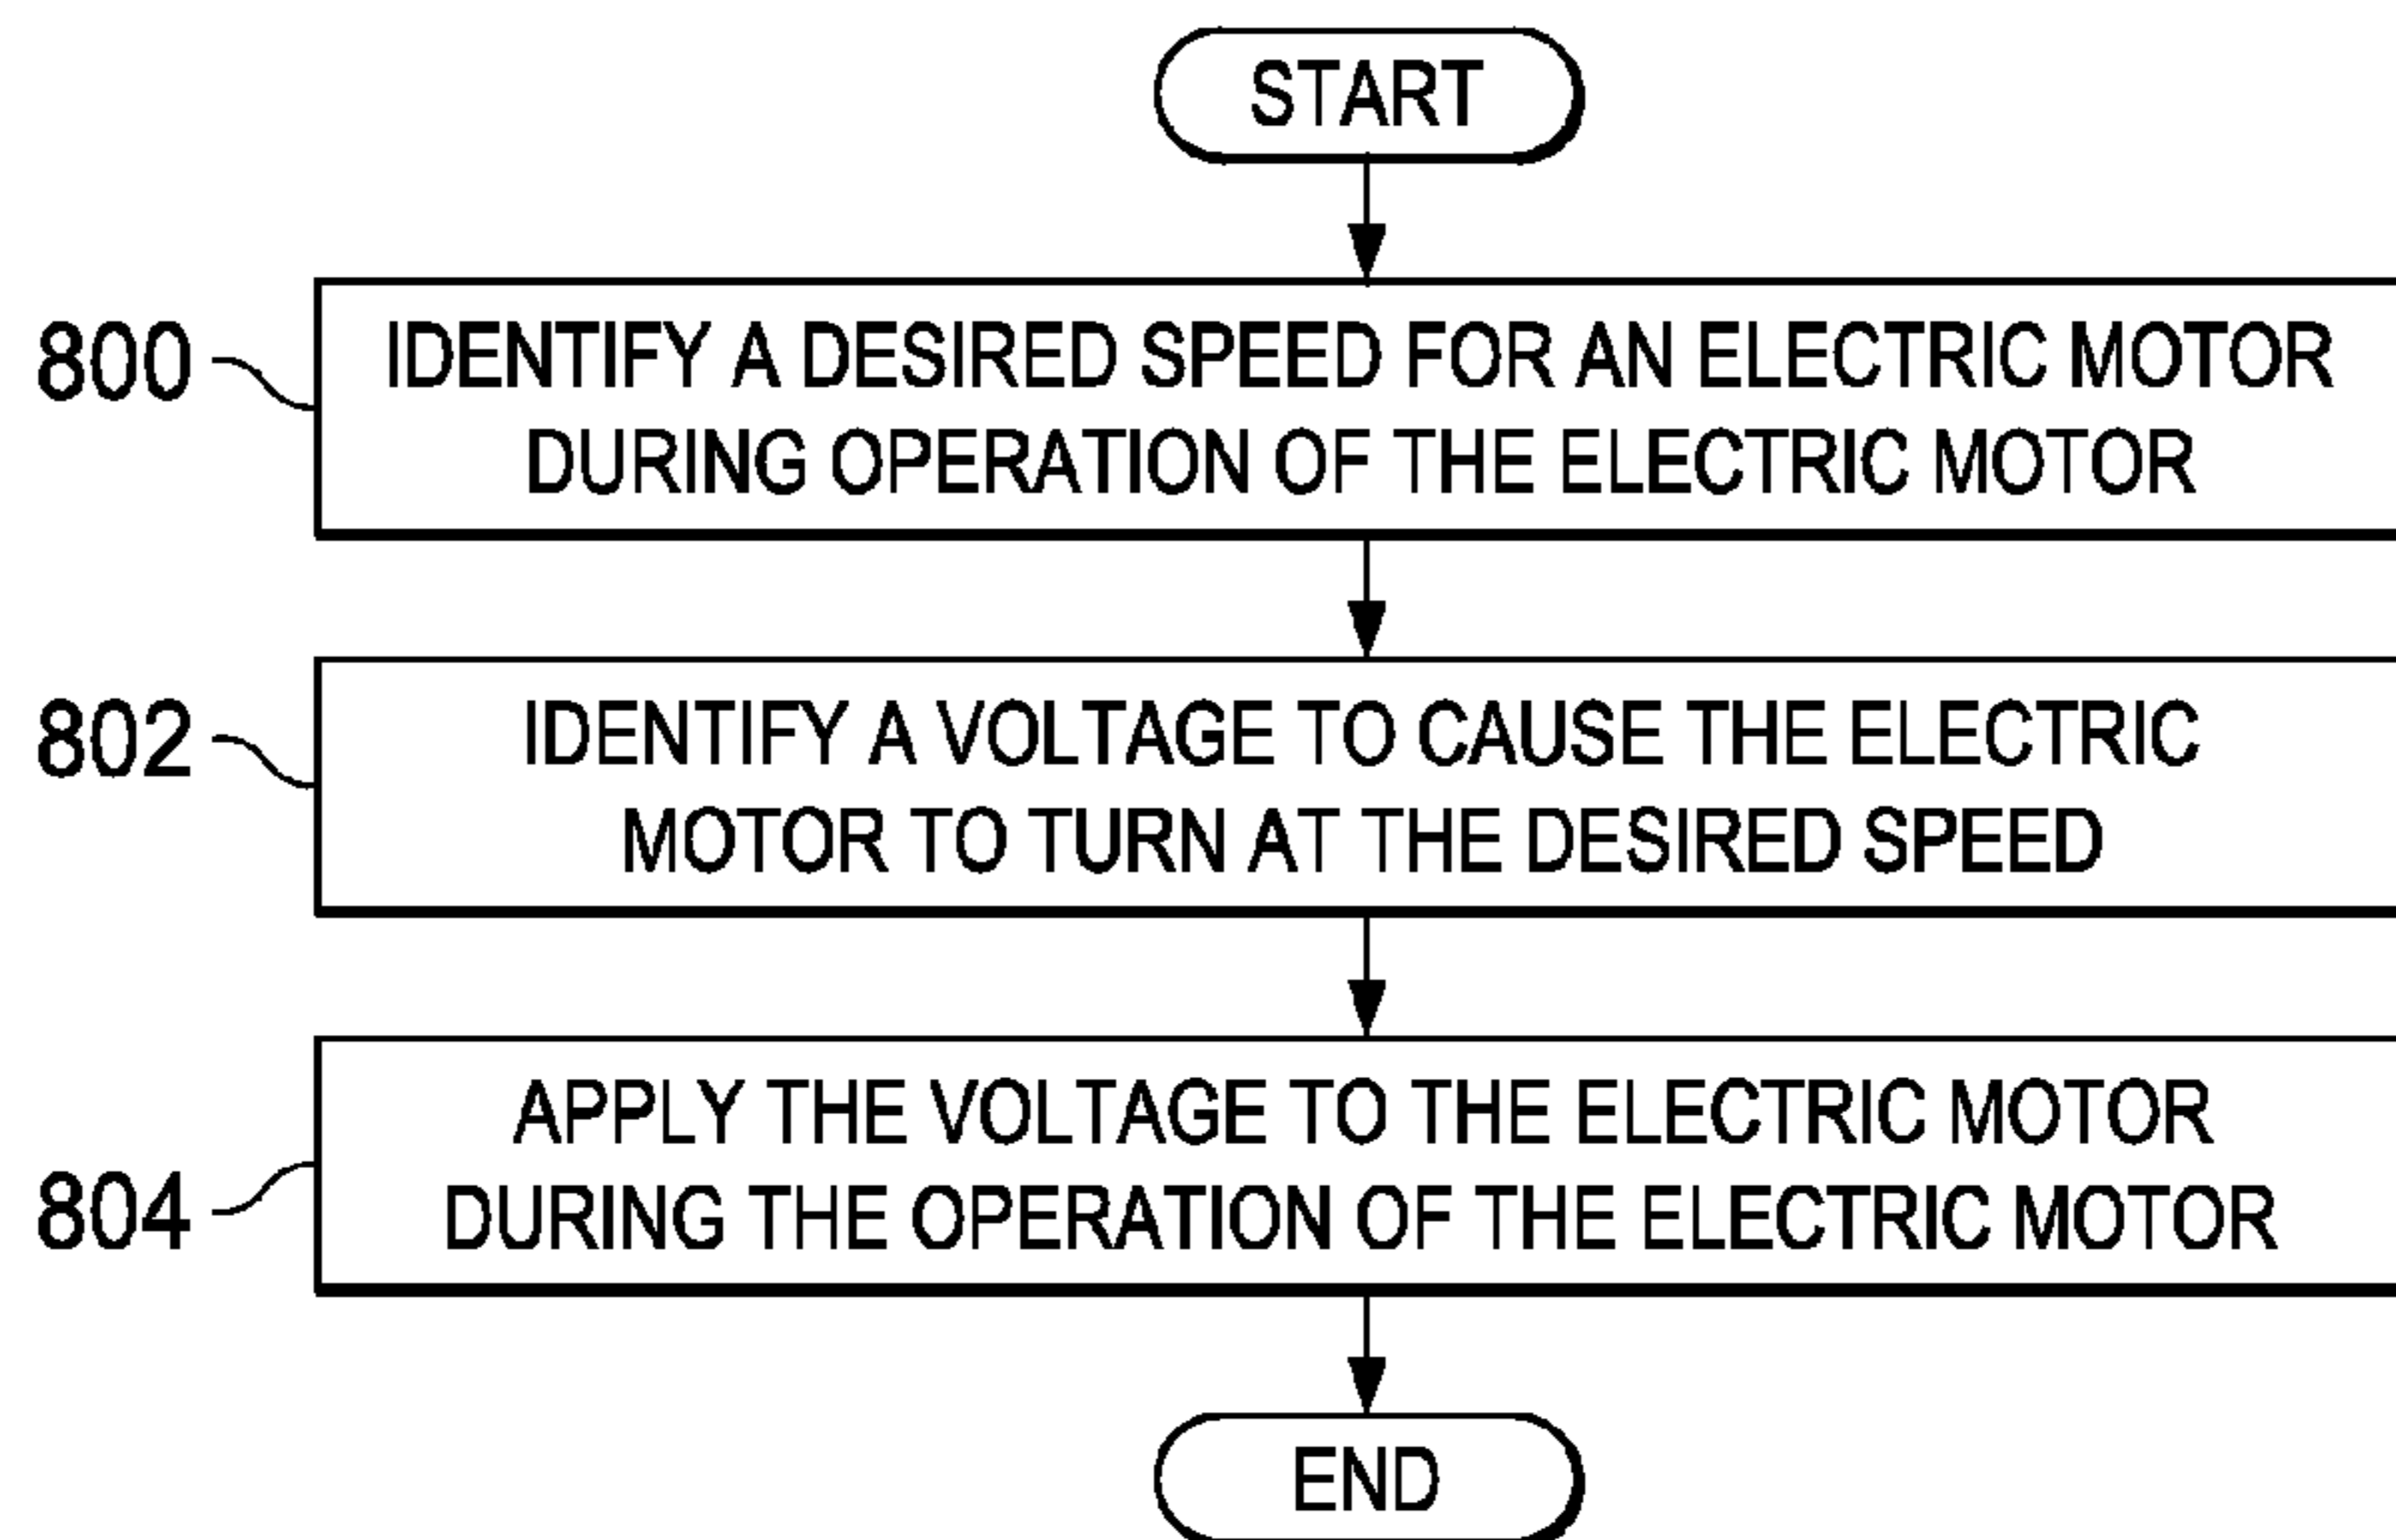 START
800
IDENTIFY A DESIRED SPEED FOR AN ELECTRIC MOTOR
DURING OPERATION OF THE ELECTRIC MOTOR
802
IDENTIFY A VOLTAGE TO CAUSE THE ELECTRIC
MOTOR TO TURN AT THE DESIRED SPEED
804
APPLY THE VOLTAGE TO THE ELECTRIC MOTOR
DURING THE OPERATION OF THE ELECTRIC MOTOR
END